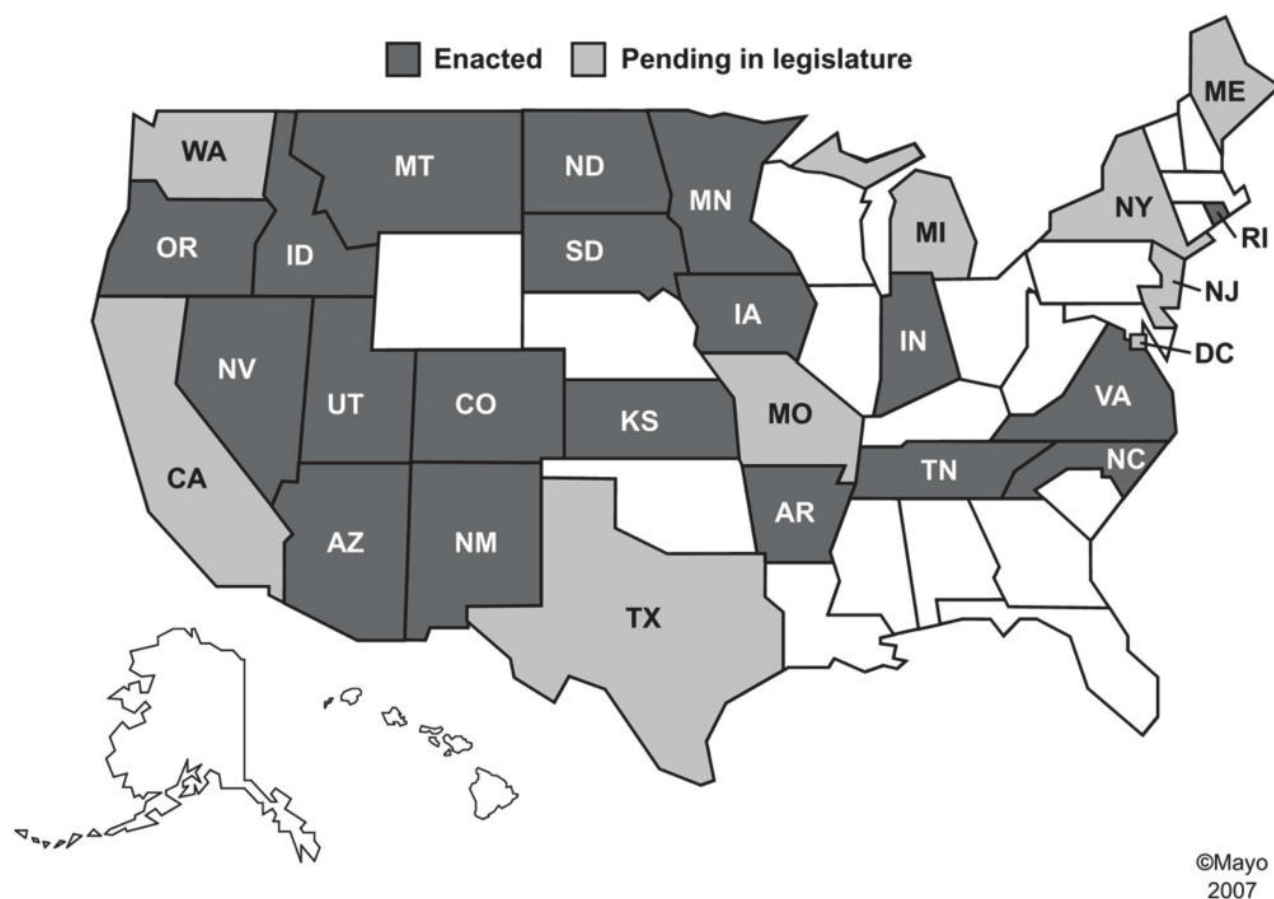 Enacted
Pending in legislature
ME
WA
MT
ND
MN
NY
OR
ID
SD
MI
RI
NJ
IA
IN
DC
NV
UT
CO
KS
MO
VA
CA
TN
NC
AZ
NM
AR
TX
©Mayo
2007